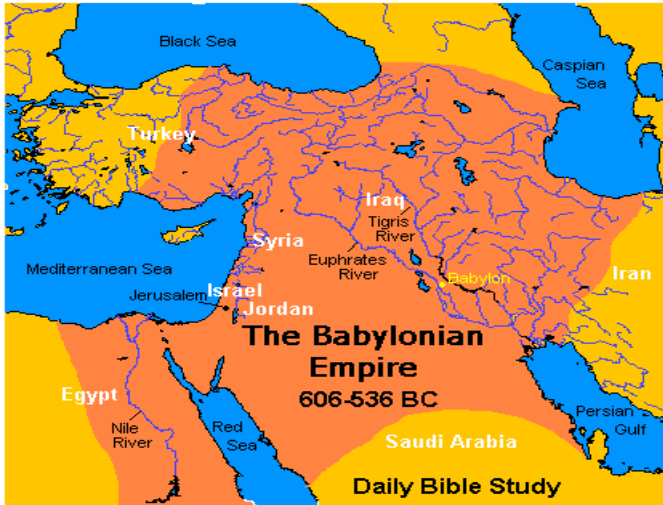 Black Sea
Caspian
Sea
Turkey
Iraq
Tigris
River
Syria
Euphrates
River
Mediterranean Sea
Iran
Babylon
Israel
Jerusalem
Jordan
The Babylonian
Empire
606-536 BC
Egypt
Nile
River
Red
Sea
Persian
Gulf
Saudi Arabia
Daily Bible Study